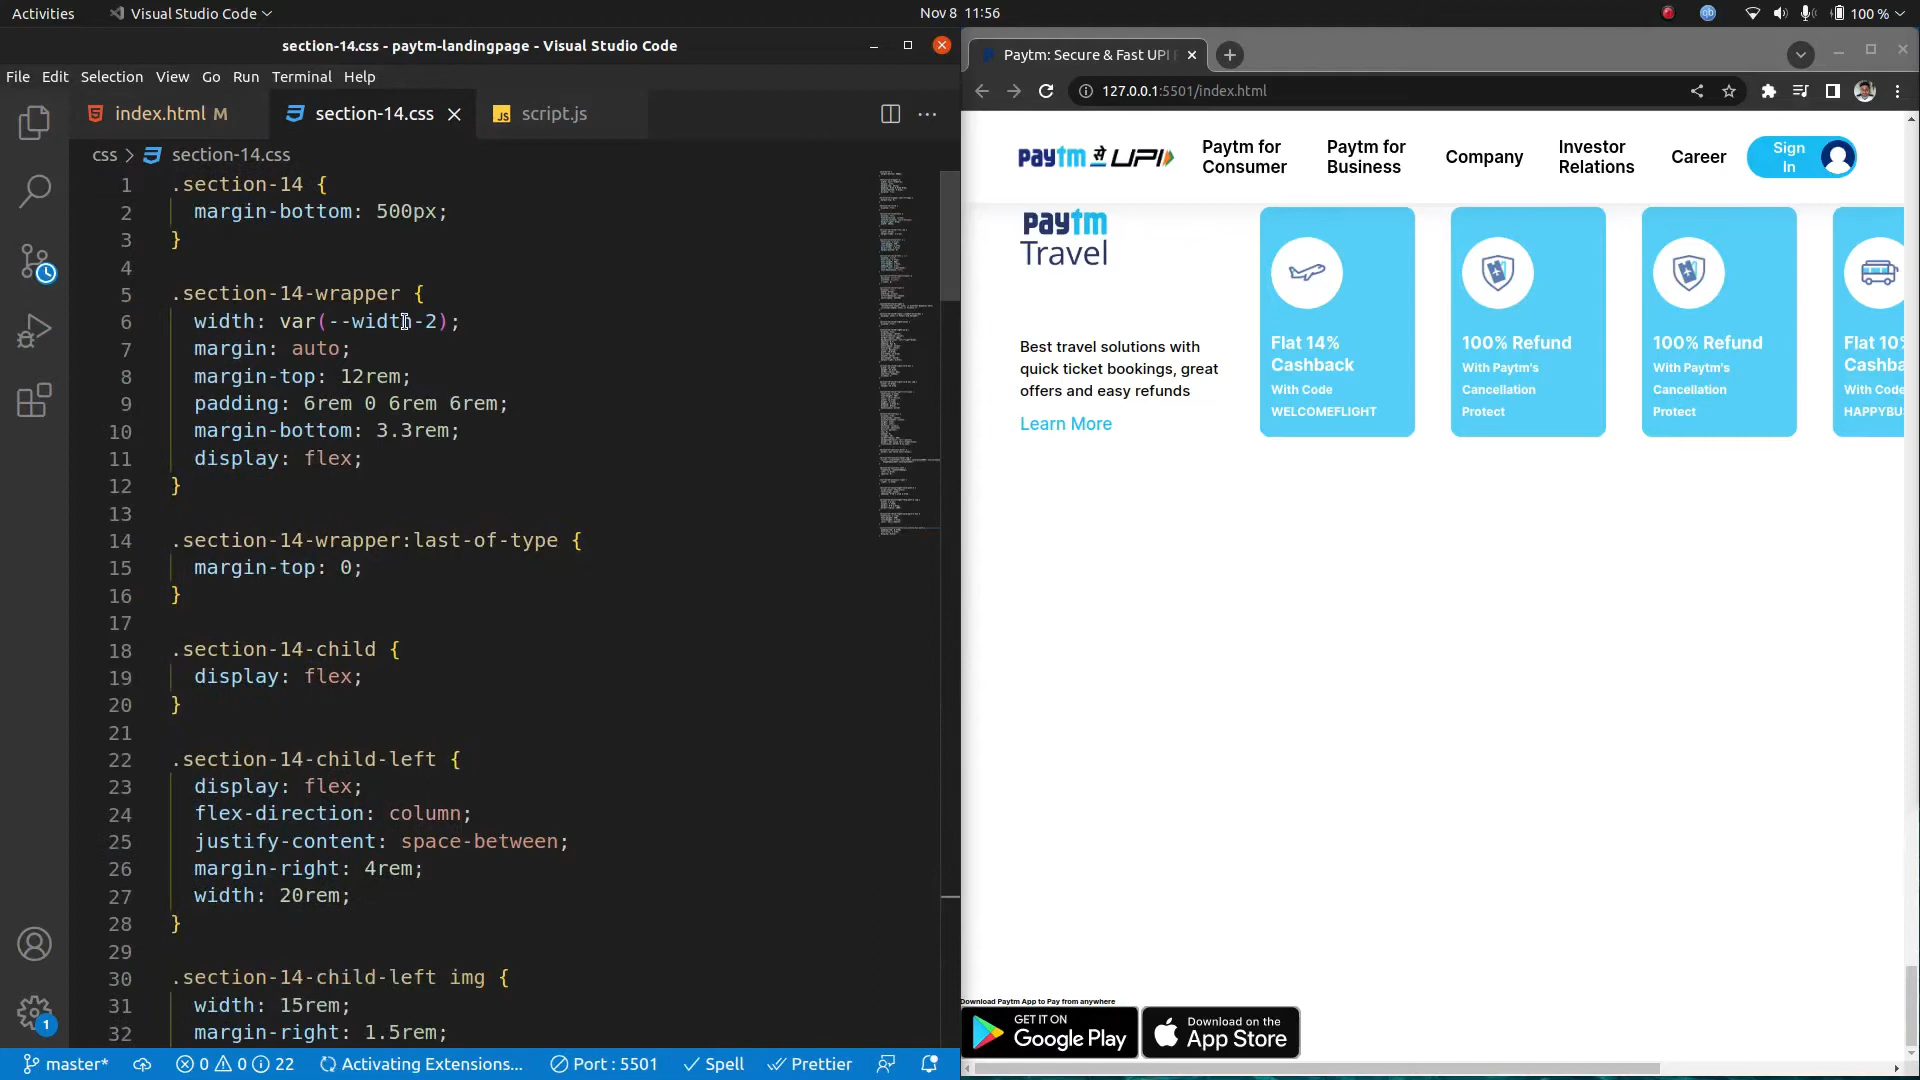 Activities Visual Studio Code Nov 8 11:56 100 %
section-14.css - paytm-landingpage - Visual Studio Code
File Edit Selection View Go Run Terminal Help
index.html M section-14.css script.js
css > section-14.css
1 .section-14 {
2 margin-bottom: 500px;
3 }
4
5 .section-14-wrapper {
6 width: var(--width-2);
7 margin: auto;
8 margin-top: 12rem;
9 padding: 6rem 0 6rem 6rem;
10 margin-bottom: 3.3rem;
11 display: flex;
12 }
13
14 .section-14-wrapper:last-of-type {
15 margin-top: 0;
16 }
17
18 .section-14-child {
19 display: flex;
20 }
21
22 .section-14-child-left {
23 display: flex;
24 flex-direction: column;
25 justify-content: space-between;
26 margin-right: 4rem;
27 width: 20rem;
28 }
29
30 .section-14-child-left img {
31 width: 15rem;
32 margin-right: 1.5rem;
1
master* 0 0 22 Activating Extensions... Port : 5501 Spell Prettier
Paytm: Secure & Fast UPI
127.0.0.1:5501/index.html
paytm से UPI
Paytm for
Consumer
Paytm for
Business
Company
Investor
Relations
Career
Sign
In
paytm
Travel
Best travel solutions with
quick ticket bookings, great
offers and easy refunds
Learn More
Flat 14%
Cashback
With Code
WELCOMEFLIGHT
100% Refund
With Paytm's
Cancellation
Protect
100% Refund
With Paytm's
Cancellation
Protect
Flat 10%
Cashba
With Code
HAPPYBU
Download Paytm App to Pay from anywhere
GET IT ON
Google Play
Download on the
App Store